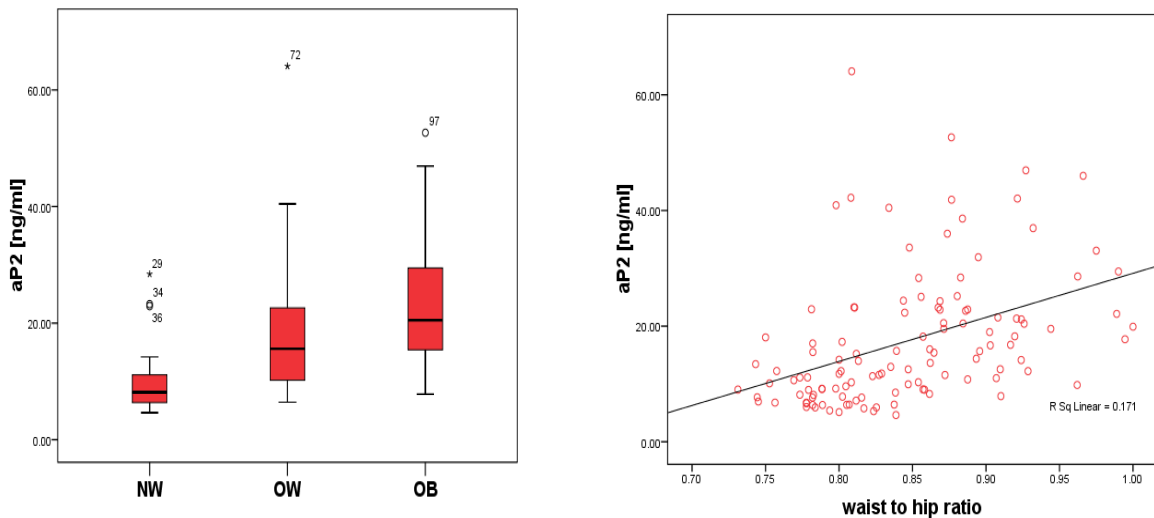 72
97
60.00
40.00
29
34
36
20.00
0.00
aP2 [ng/ml]
NW OW OB
60.00
40.00
20.00
0.00
aP2 [ng/ml]
R Sq Linear = 0.171
0.70 0.75 0.80 0.85 0.90 0.95 1.00
waist to hip ratio